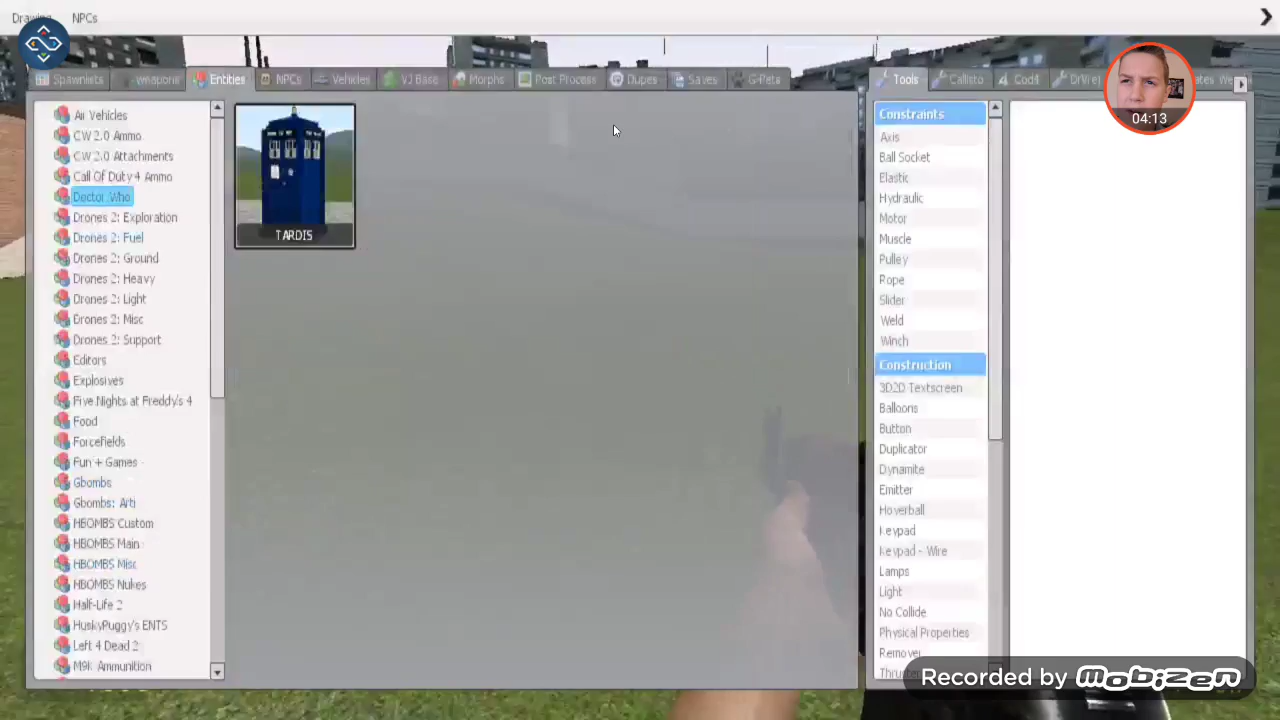 Drawing NPCs
Spawnlists Weapons Entities NPCs Vehicles VJ Base Morphs Post Process Dupes Saves G-Pets
Tools Callisto
04:13
Air Vehicles
CW 2.0 Ammo
CW 2.0 Attachments
Call Of Duty 4 Ammo
Doctor Who
Drones 2: Exploration
Drones 2: Fuel
Drones 2: Ground
Drones 2: Heavy
Drones 2: Light
Drones 2: Misc
Drones 2: Support
Editors
Explosives
Five Nights at Freddy's 4
Food
Forcefields
Fun + Games
Gbombs
Gbombs: Arti
HBOMBS Custom
HBOMBS Main
HBOMBS Misc
HBOMBS Nukes
Half-Life 2
HuskyPuggy's ENTS
Left 4 Dead 2
M9K Ammunition
TARDIS
Constraints
Axis
Ball Socket
Elastic
Hydraulic
Motor
Muscle
Pulley
Rope
Slider
Weld
Winch
Construction
3D2D Textscreen
Balloons
Button
Duplicator
Dynamite
Emitter
Hoverball
Keypad
Keypad - Wire
Lamps
Light
No Collide
Physical Properties
Remover
Recorded by mobizen